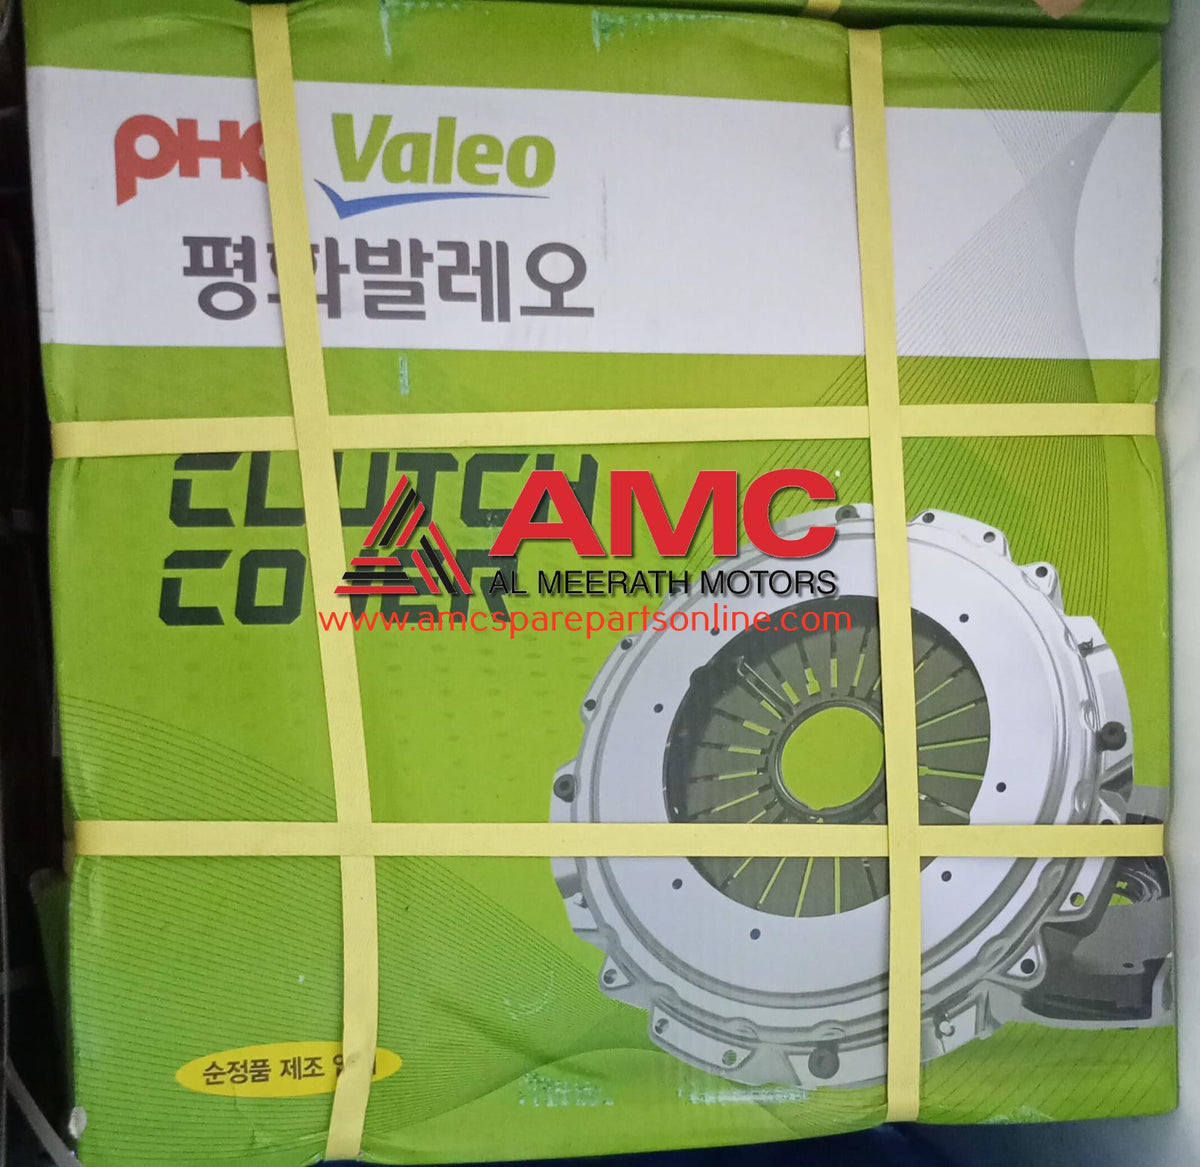 PHC Valeo
평화발레오
CLUTCH
COVER
AMC
AL MEERATH MOTORS
www.amcsparepartsonline.com
순정품 제조